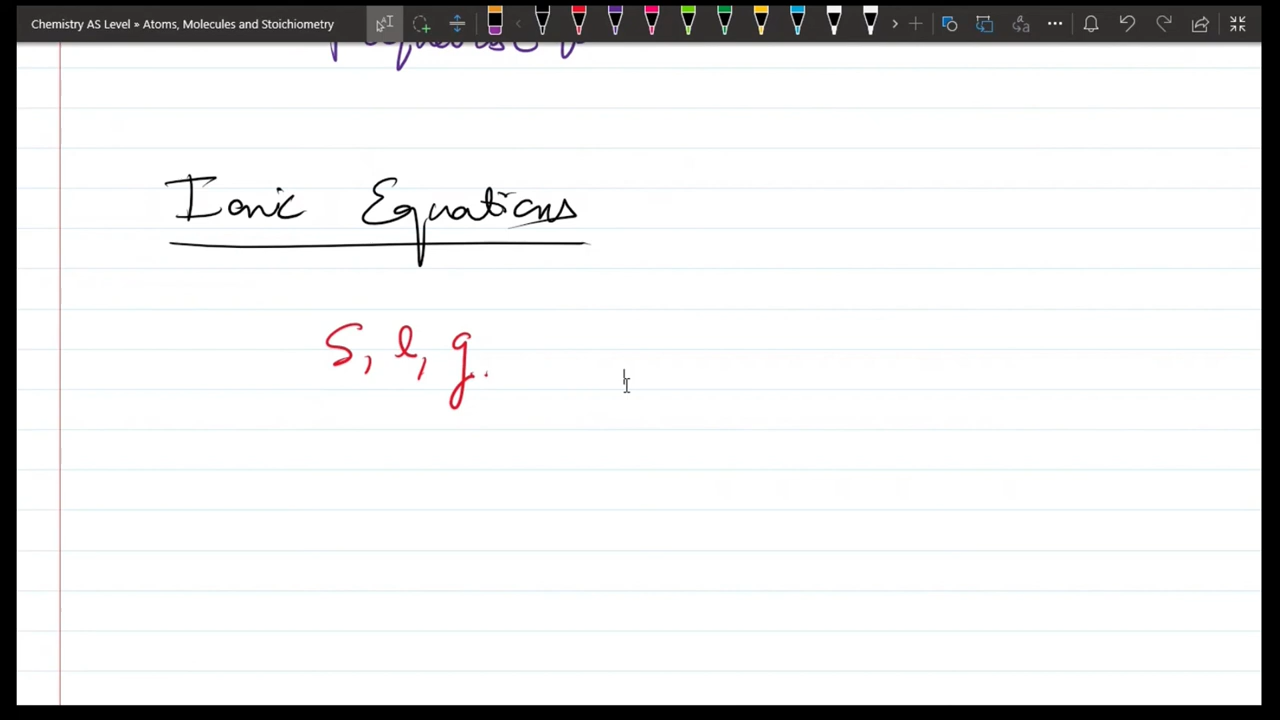 Chemistry AS Level » Atoms, Molecules and Stoichiometry
Ionic Equations
S, l, g.